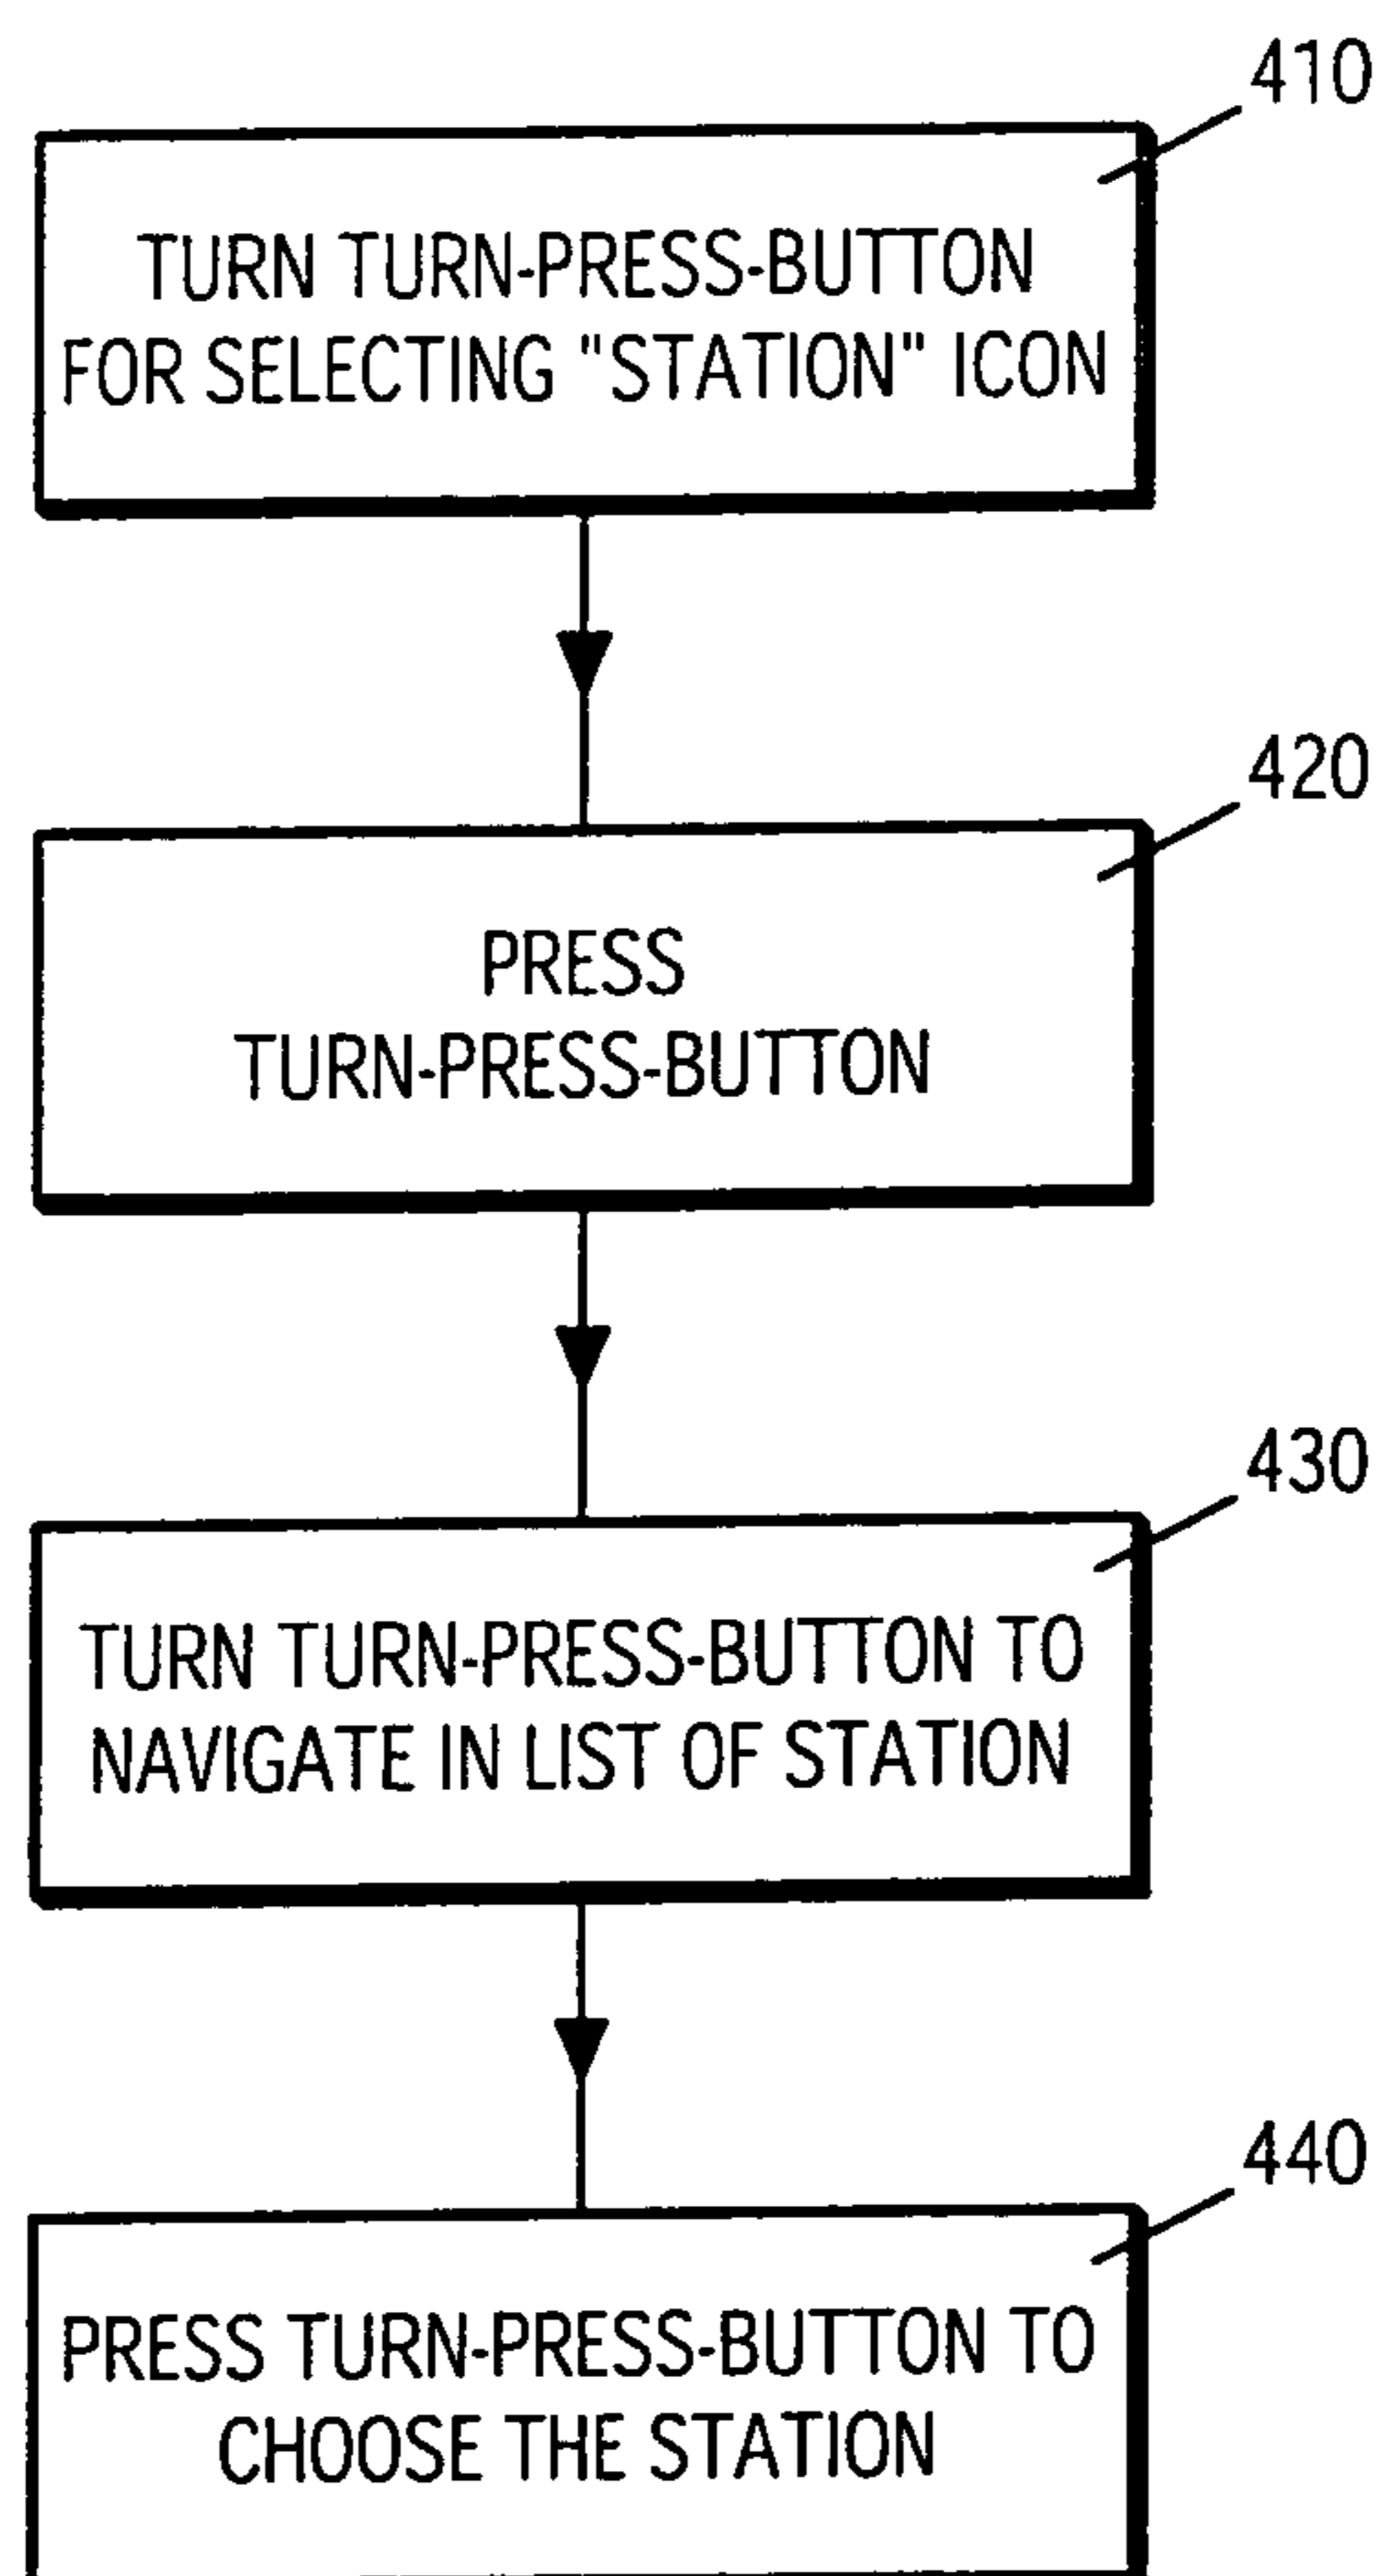 410
TURN TURN-PRESS-BUTTON
FOR SELECTING "STATION" ICON
420
PRESS
TURN-PRESS-BUTTON
430
TURN TURN-PRESS-BUTTON TO
NAVIGATE IN LIST OF STATION
440
PRESS TURN-PRESS-BUTTON TO
CHOOSE THE STATION